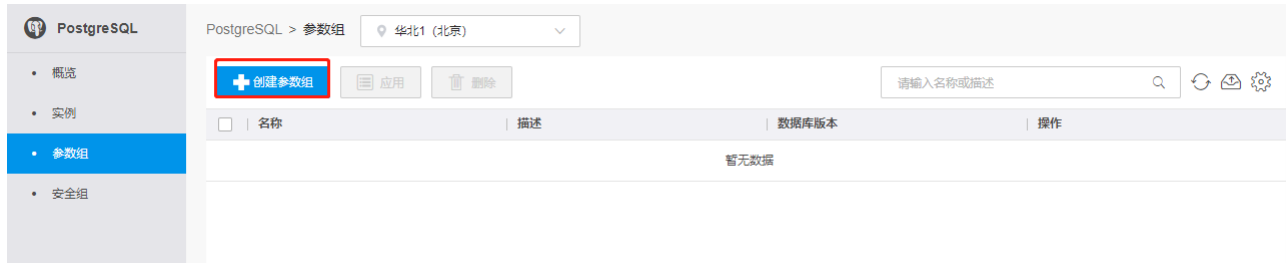 PostgreSQL
PostgreSQL > 参数组 华北1 (北京)
概览
实例
参数组
安全组
创建参数组 应用 删除 请输入名称或描述
名称 描述 数据库版本 操作
暂无数据